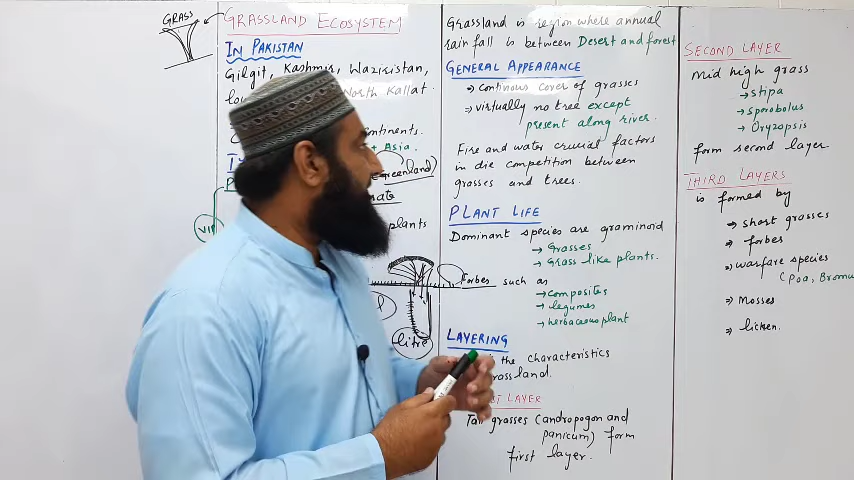 GRASS
GRASSLAND ECOSYSTEM
IN PAKISTAN
Gilgit, Kashmir, Waziristan,
North Kallat
ontinents.
+ Asia.
Greenland)
plants
litre
Grassland is region where annual
rain fall is between Desert and forest
GENERAL APPEARANCE
continous cover of grasses
virtually no tree except
present along river.
Fire and water crucial factors
in die competition between
grasses and trees.
PLANT LIFE
Dominant species are graminoid
Grasses
Grass like plants.
Forbes such as
composites
legumes
herbaceous plant
LAYERING
the characteristics
grassland.
LAYER
Tall grasses (andropogon and
panicum) form
first layer.
SECOND LAYER
Mid high grass
Stipa
Sporobolus
Oryzopsis
form second layer
THIRD LAYERS
is formed by
short grasses
forbes
warfare species
(Poa, Bromu
Mosses
licken.